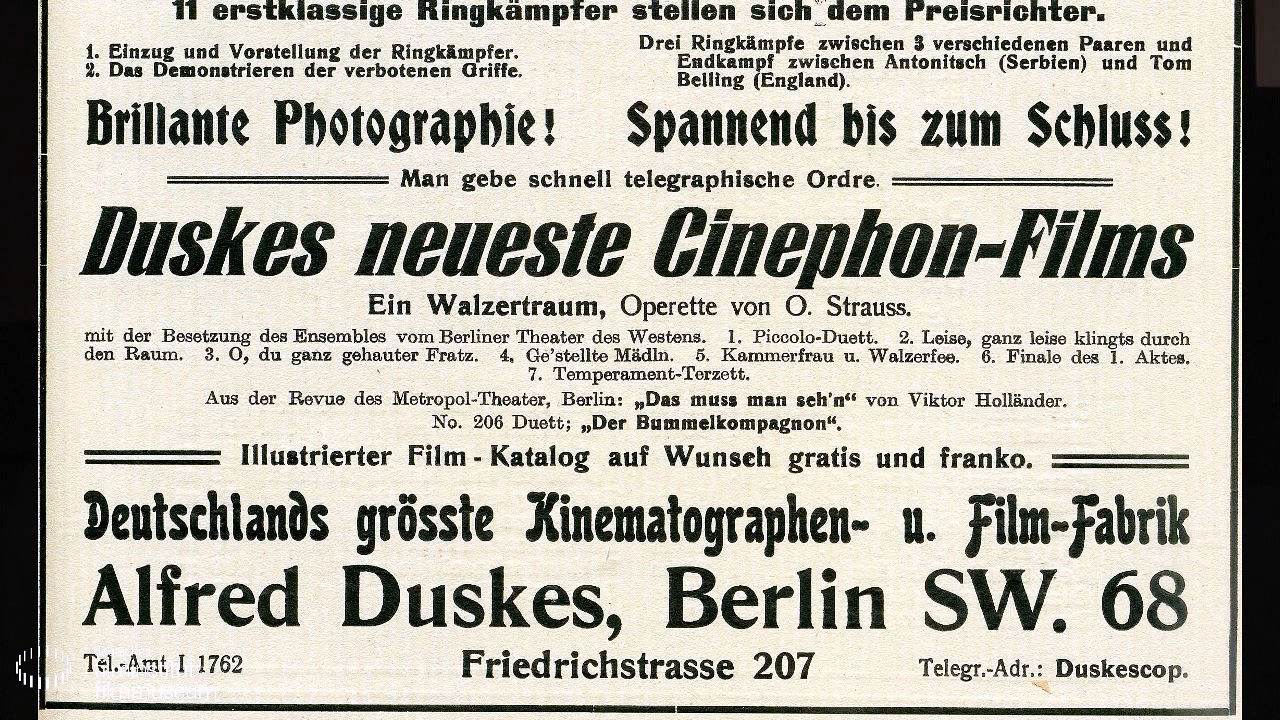 11 erstklassige Ringkämpfer stellen sich dem Preisrichter.
1. Einzug und Vorstellung der Ringkämpfer.
2. Das Demonstrieren der verbotenen Griffe.
Drei Ringkämpfe zwischen 3 verschiedenen Paaren und
Endkampf zwischen Antonitsch (Serbien) und Tom
Belling (England).
Brillante Photographie! Spannend bis zum Schluss!
Man gebe schnell telegraphische Ordre.
Duskes neueste Cinephon-Films
Ein Walzertraum, Operette von O. Strauss.
mit der Besetzung des Ensembles vom Berliner Theater des Westens. 1. Piccolo-Duett. 2. Leise, ganz leise klingts durch
den Raum. 3. O, du ganz gehauter Fratz. 4. Ge'stellte Mädln. 5. Kammerfrau u. Walzerfee. 6. Finale des 1. Aktes.
7. Temperament-Terzett.
Aus der Revue des Metropol-Theater, Berlin: „Das muss man seh'n“ von Viktor Holländer.
No. 206 Duett; „Der Bummelkompagnon“.
Illustrierter Film-Katalog auf Wunsch gratis und franko.
Deutschlands grösste Kinematographen- u. Film-Fabrik
Alfred Duskes, Berlin SW. 68
Tel.-Amt I 1762 Friedrichstrasse 207 Telegr.-Adr.: Duskescop.